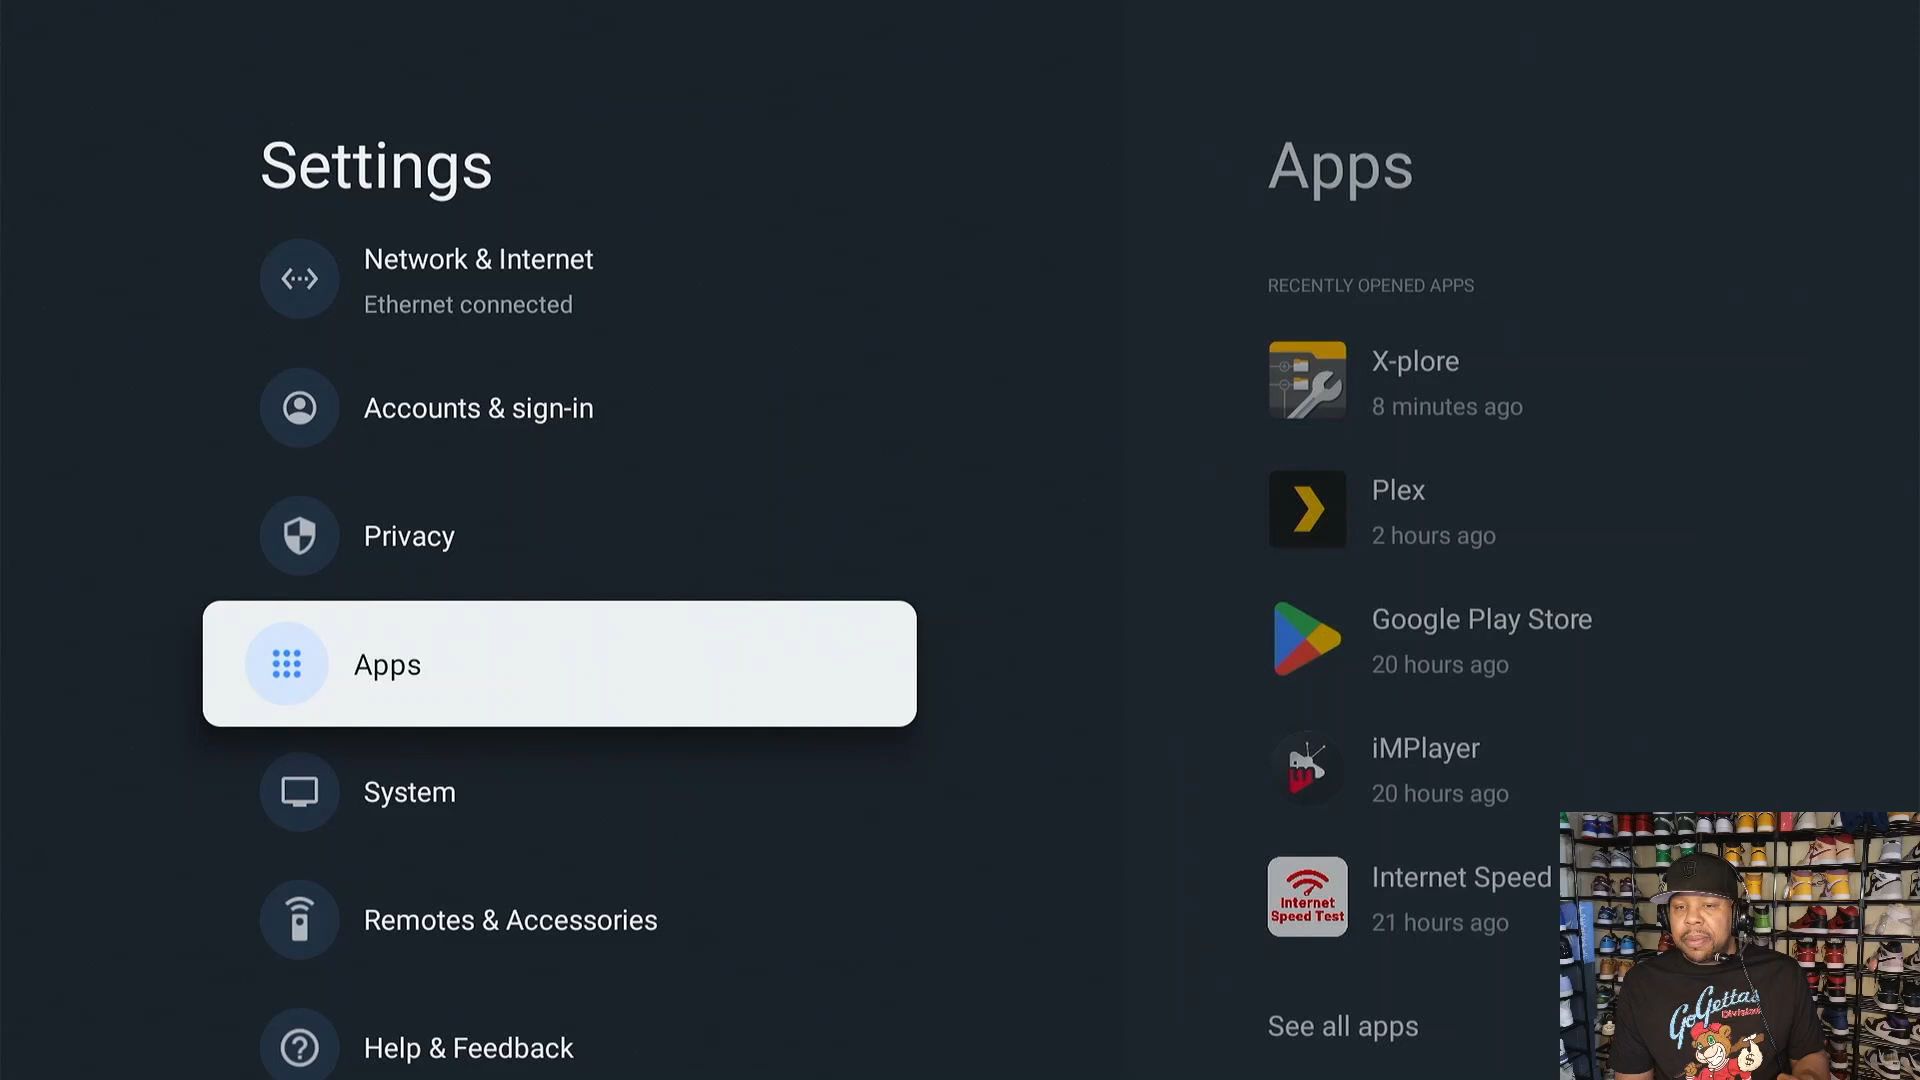 Settings
Network & Internet
Ethernet connected
Accounts & sign-in
Privacy
Apps
System
Remotes & Accessories
Help & Feedback
Apps
RECENTLY OPENED APPS
X-plore
8 minutes ago
Plex
2 hours ago
Google Play Store
20 hours ago
iMPlayer
20 hours ago
Internet
Speed Test
Internet Speed
21 hours ago
See all apps
GoGettas
Division
$